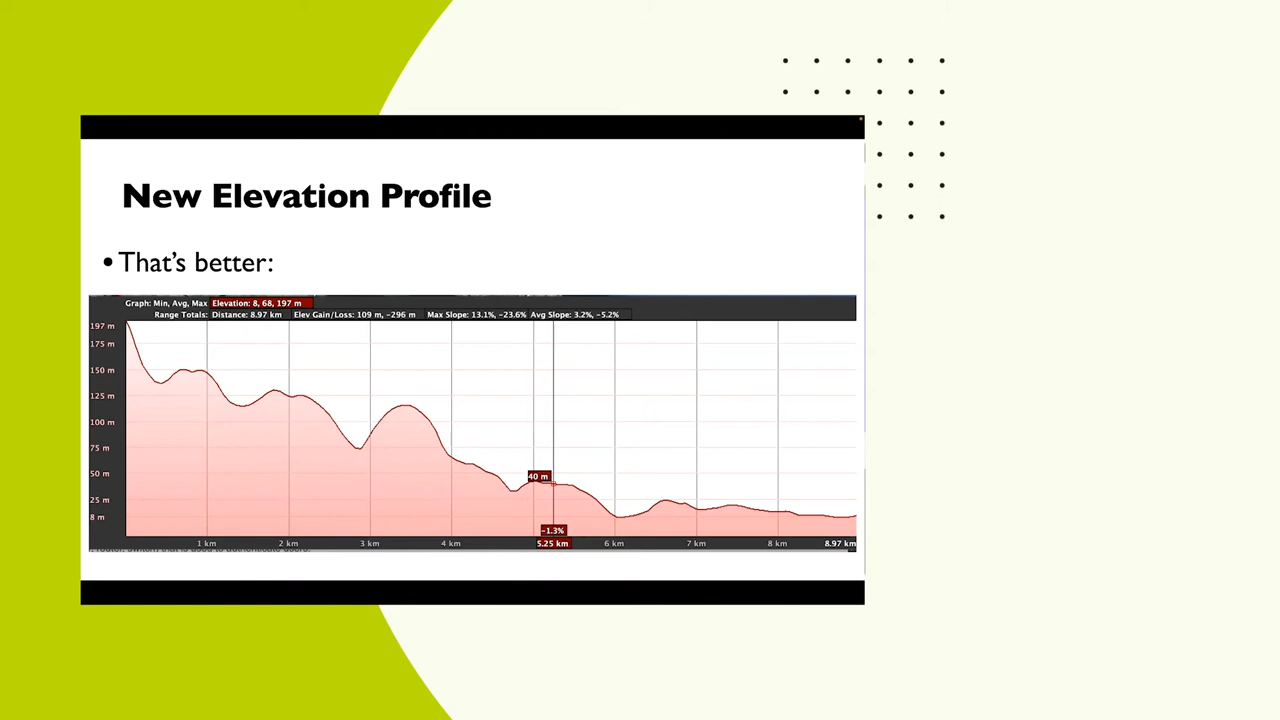 New Elevation Profile
• That's better:
Graph: Min, Avg, Max Elevation: 8, 68, 197 m
Range Totals: Distance: 8.97 km Elev Gain/Loss: 109 m, -296 m Max Slope: 13.1%, -23.6% Avg Slope: 3.2%, -5.2%
197 m
175 m
150 m
125 m
100 m
75 m
50 m
40 m
25 m
8 m
-1.3%
1 km 2 km 3 km 4 km 5.25 km 6 km 7 km 8 km 8.97 km